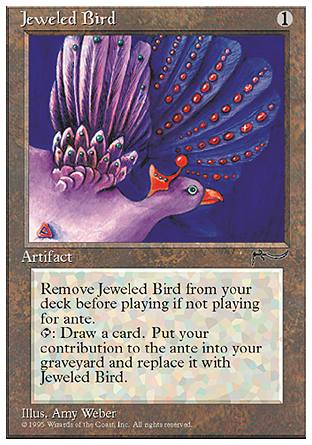 Jeweled Bird 1
Artifact
Remove Jeweled Bird from your
deck before playing if not playing
for ante.
: Draw a card. Put your
contribution to the ante into your
graveyard and replace it with
Jeweled Bird.
Illus. Amy Weber
© 1995 Wizards of the Coast, Inc. All rights reserved.